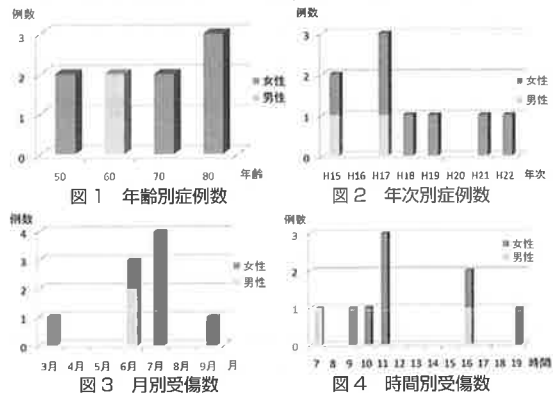 例数
3
2
1
0
50 60 70 80 年齢
女性
男性
図1 年齢別症例数
例数
3
2
1
0
H15 H16 H17 H18 H19 H20 H21 H22 年次
女性
男性
図2 年次別症例数
例数
4
3
2
1
0
3月 4月 5月 6月 7月 8月 9月 月
女性
男性
図3 月別受傷数
例数
3
2
1
0
7 8 9 10 11 12 13 14 15 16 17 18 19 時間
女性
男性
図4 時間別受傷数